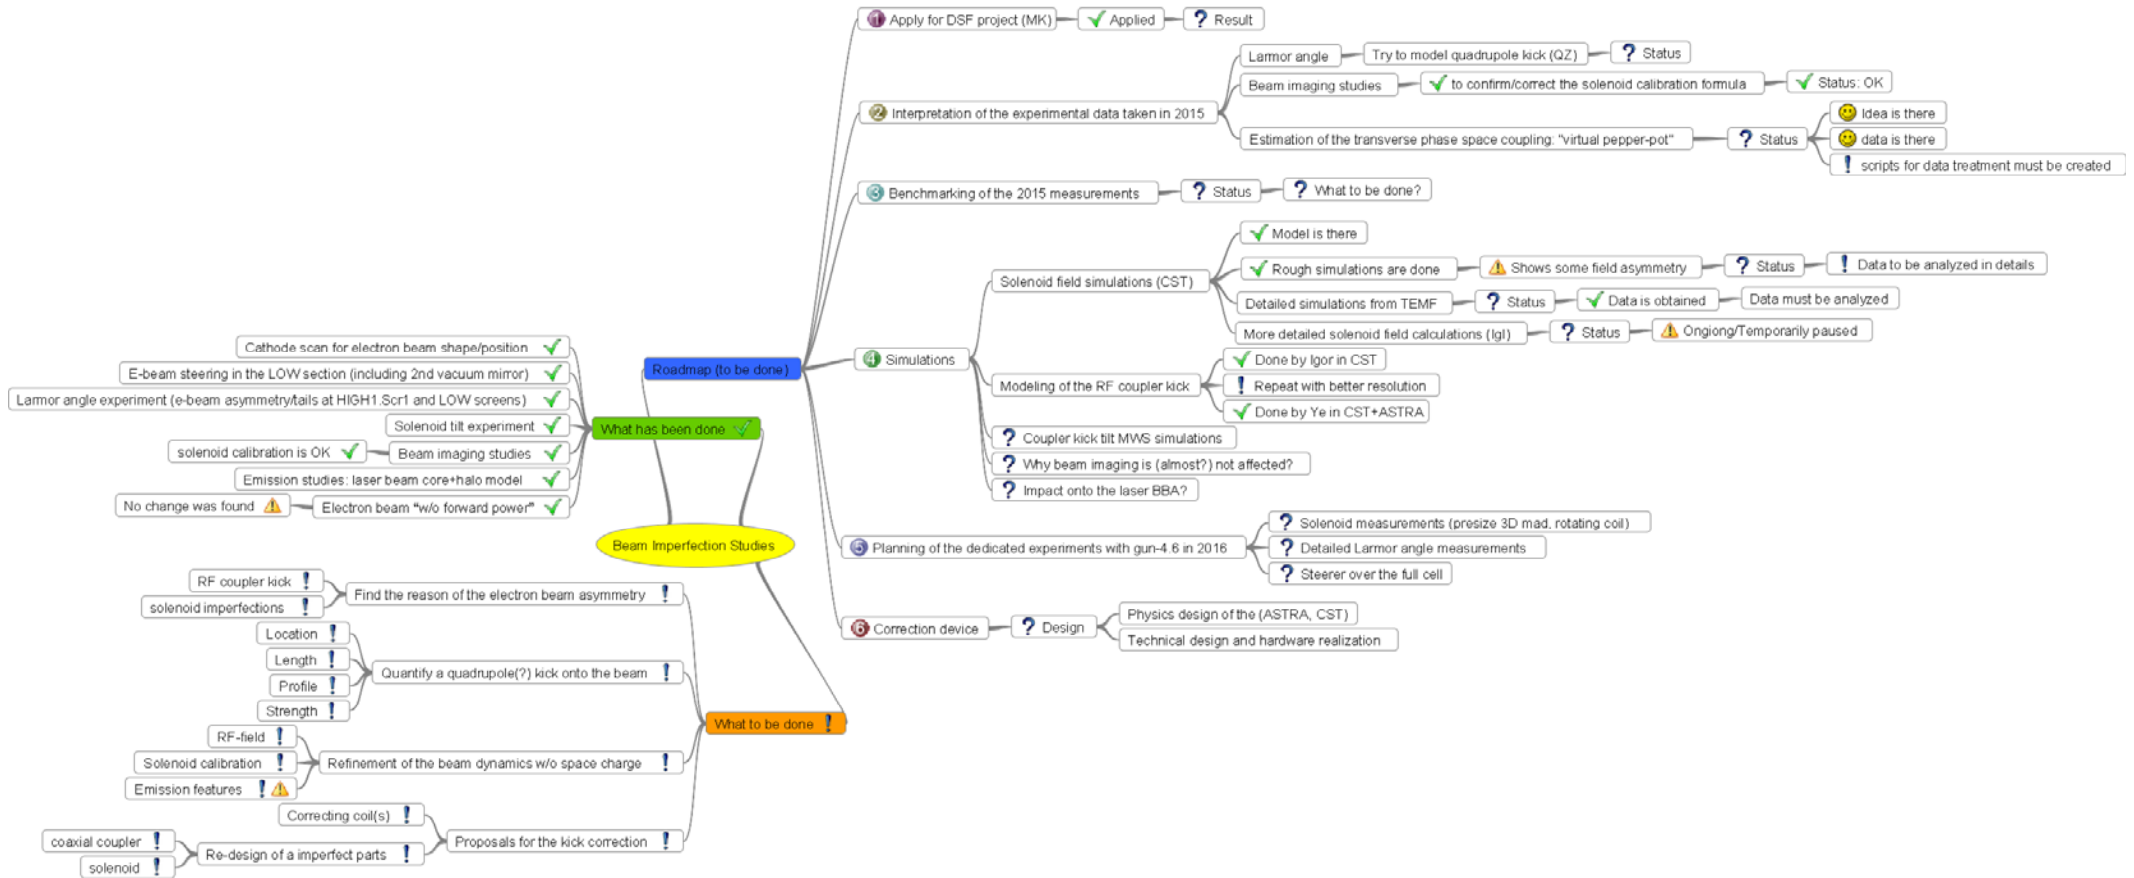 Beam Imperfection Studies
Roadmap (to be done)
1 Apply for DSF project (MK)
Applied
? Result
2 Interpretation of the experimental data taken in 2015
Larmor angle
Try to model quadrupole kick (QZ)
? Status
Beam imaging studies
to confirm/correct the solenoid calibration formula
Status: OK
Estimation of the transverse phase space coupling: "virtual pepper-pot"
? Status
Idea is there
data is there
! scripts for data treatment must be created
3 Benchmarking of the 2015 measurements
? Status
? What to be done?
4 Simulations
Solenoid field simulations (CST)
Model is there
Rough simulations are done
Shows some field asymmetry
? Status
! Data to be analyzed in details
Detailed simulations from TEMF
? Status
Data is obtained
Data must be analyzed
More detailed solenoid field calculations (IgI)
? Status
Ongiong/Temporarily paused
Modeling of the RF coupler kick
Done by Igor in CST
! Repeat with better resolution
Done by Ye in CST+ASTRA
? Coupler kick tilt MWS simulations
? Why beam imaging is (almost?) not affected?
? Impact onto the laser BBA?
5 Planning of the dedicated experiments with gun-4.6 in 2016
? Solenoid measurements (presize 3D mad, rotating coil)
? Detailed Larmor angle measurements
? Steerer over the full cell
6 Correction device
? Design
Physics design of the (ASTRA, CST)
Technical design and hardware realization
What has been done
Cathode scan for electron beam shape/position
E-beam steering in the LOW section (including 2nd vacuum mirror)
Larmor angle experiment (e-beam asymmetry/tails at HIGH1.Scr1 and LOW screens)
Solenoid tilt experiment
Beam imaging studies
solenoid calibration is OK
Emission studies: laser beam core+halo model
Electron beam "w/o forward power"
No change was found
What to be done !
Find the reason of the electron beam asymmetry !
RF coupler kick !
solenoid imperfections !
Quantify a quadrupole(?) kick onto the beam !
Location !
Length !
Profile !
Strength !
Refinement of the beam dynamics w/o space charge !
RF-field !
Solenoid calibration !
Emission features !
Proposals for the kick correction !
Correcting coil(s) !
Re-design of a imperfect parts !
coaxial coupler !
solenoid !